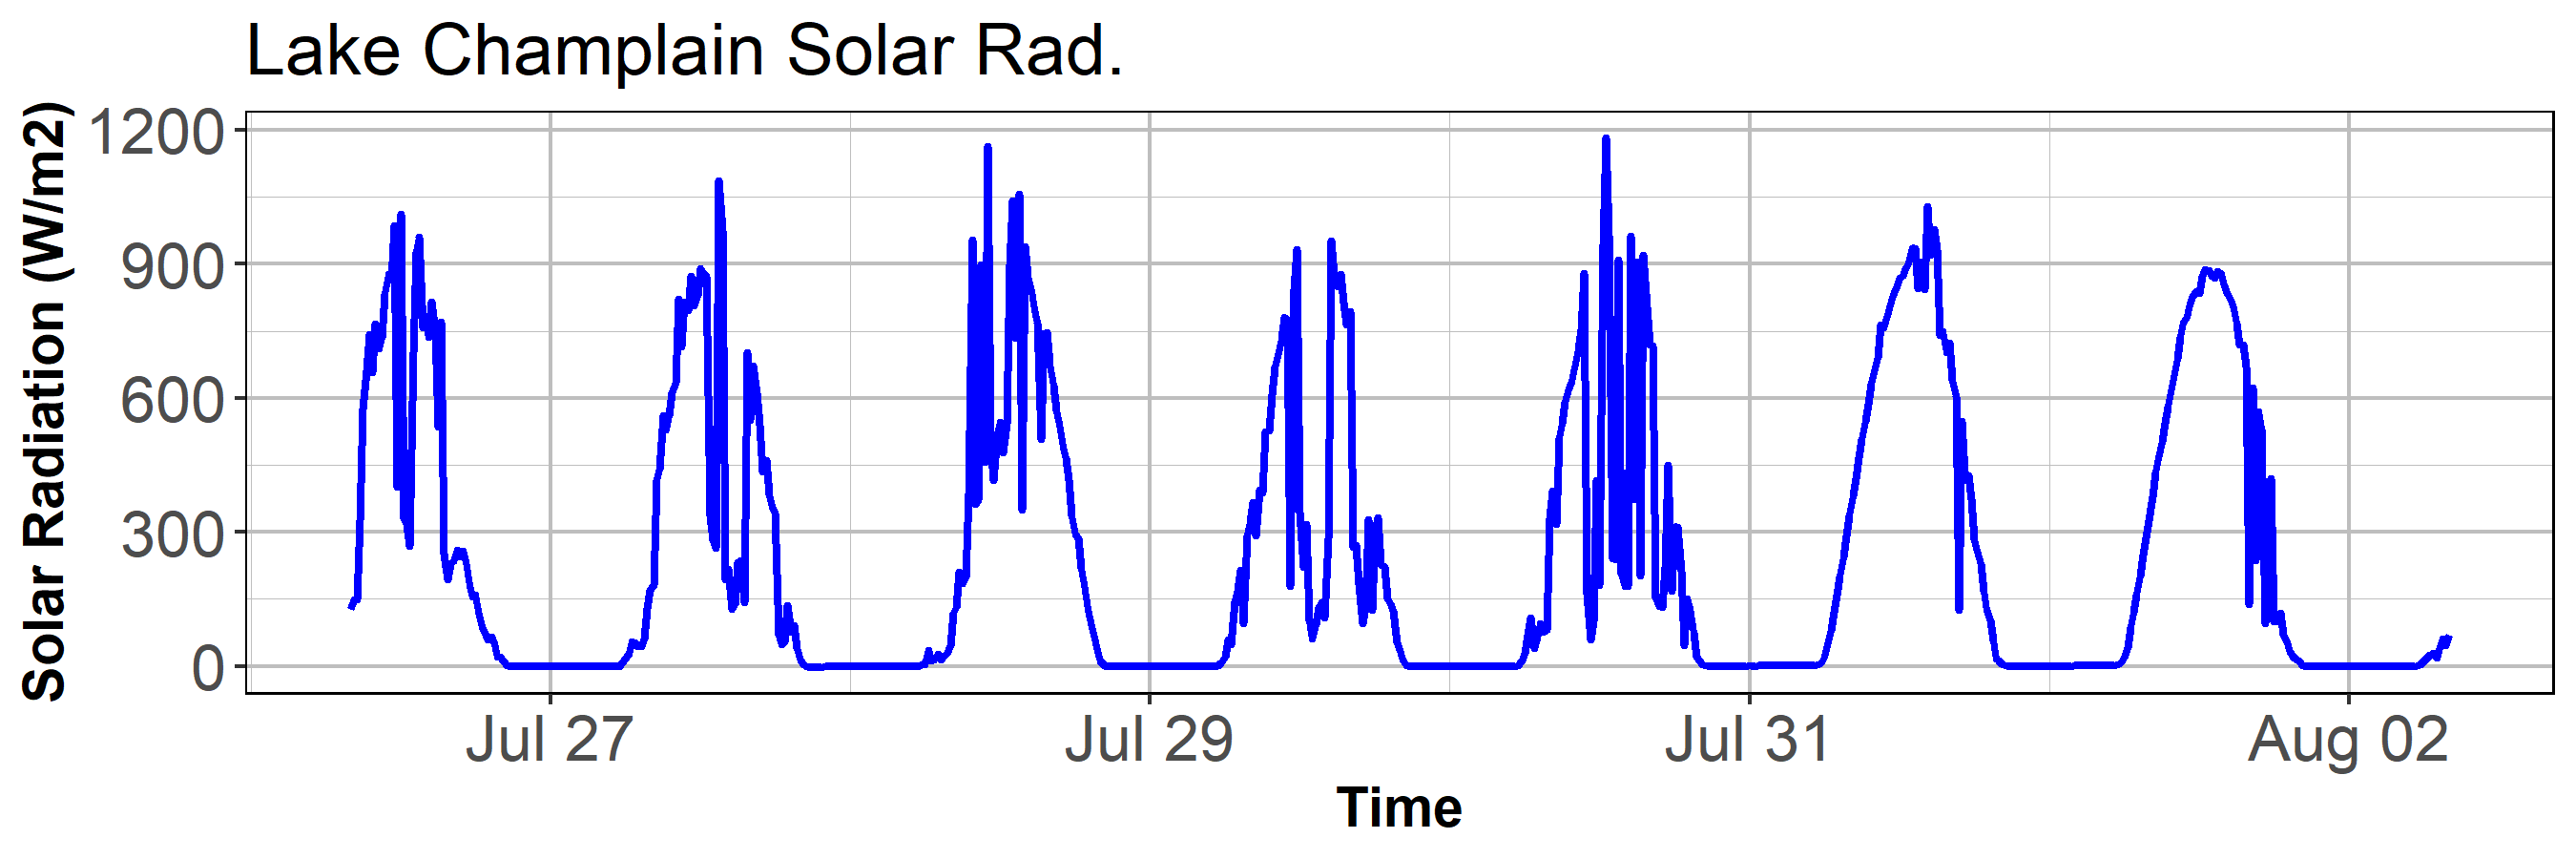 Lake Champlain Solar Rad.
Solar Radiation (W/m2)
1200
900
600
300
0
Jul 27
Jul 29
Jul 31
Aug 02
Time